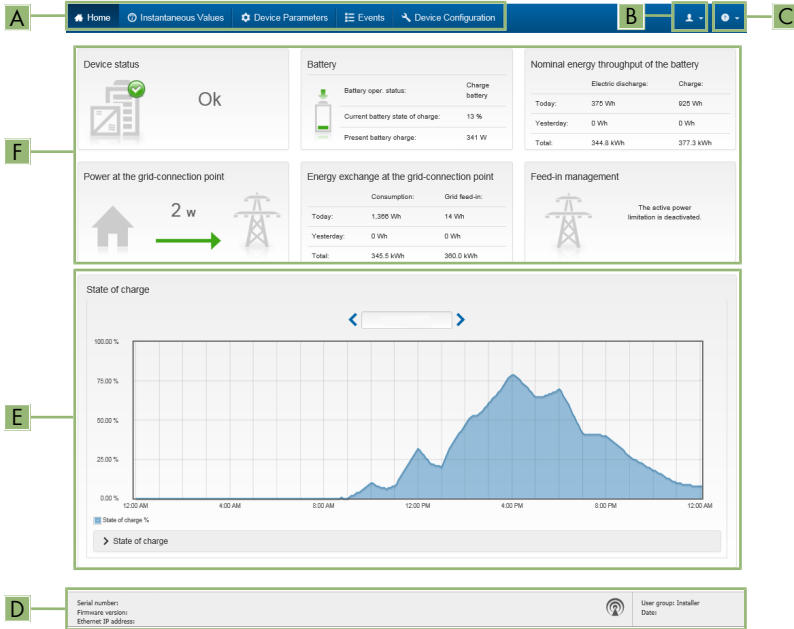 A
Home Instantaneous Values Device Parameters Events Device Configuration
B
C
F
Device status
Ok
Battery
Battery oper. status: Charge battery
Current battery state of charge: 13 %
Present battery charge: 341 W
Nominal energy throughput of the battery
Electric discharge: Charge:
Today: 375 Wh 925 Wh
Yesterday: 0 Wh 0 Wh
Total: 344.8 kWh 377.3 kWh
Power at the grid-connection point
2 w
Energy exchange at the grid-connection point
Consumption: Grid feed-in:
Today: 1,366 Wh 14 Wh
Yesterday: 0 Wh 0 Wh
Total: 345.5 kWh 360.0 kWh
Feed-in management
The active power
limitation is deactivated.
E
State of charge
100.00 %
75.00 %
50.00 %
25.00 %
0.00 %
12:00 AM 4:00 AM 8:00 AM 12:00 PM 4:00 PM 8:00 PM 12:00 AM
State of charge %
State of charge
D
Serial number:
Firmware version:
Ethernet IP address:
User group: Installer
Date: